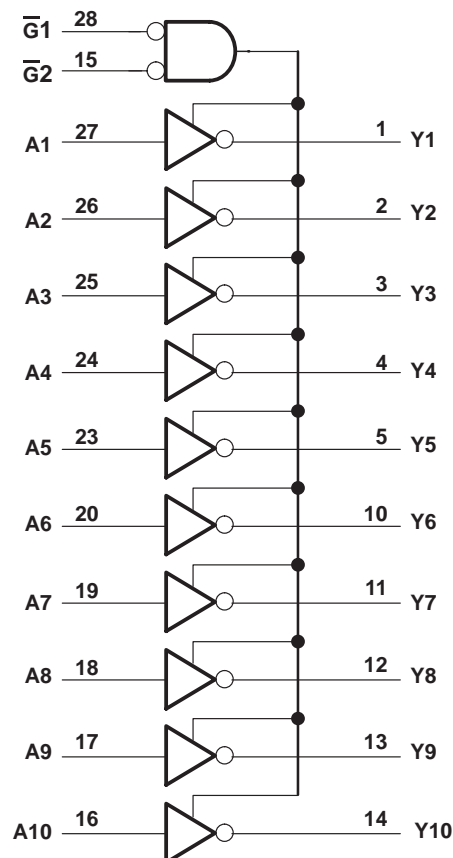 G̅1 28
G̅2 15
A1 27 1 Y1
A2 26 2 Y2
A3 25 3 Y3
A4 24 4 Y4
A5 23 5 Y5
A6 20 10 Y6
A7 19 11 Y7
A8 18 12 Y8
A9 17 13 Y9
A10 16 14 Y10